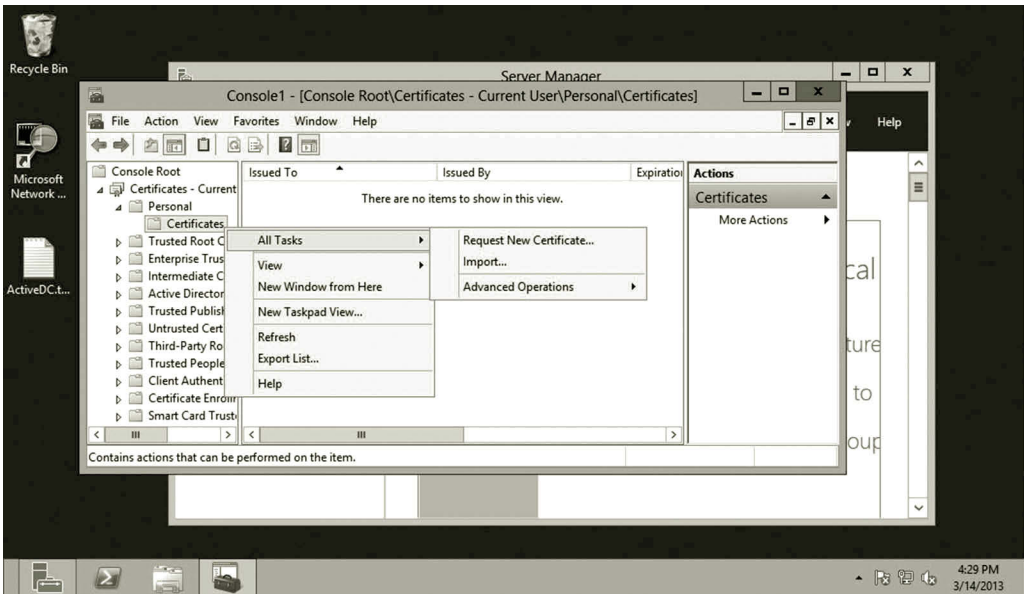 Recycle Bin
Microsoft
Network ...
ActiveDC.t...
Server Manager
Help
Console1 - [Console Root\Certificates - Current User\Personal\Certificates]
File Action View Favorites Window Help
Console Root
Certificates - Current
Personal
Certificates
Trusted Root C
Enterprise Trus
Intermediate C
Active Director
Trusted Publish
Untrusted Cert
Third-Party Ro
Trusted People
Client Authent
Certificate Enrollr
Smart Card Truste
Issued To Issued By Expiration
There are no items to show in this view.
Actions
Certificates
More Actions
All Tasks
View
New Window from Here
New Taskpad View...
Refresh
Export List...
Help
Request New Certificate...
Import...
Advanced Operations
Contains actions that can be performed on the item.
cal
ture
to
oup
4:29 PM
3/14/2013